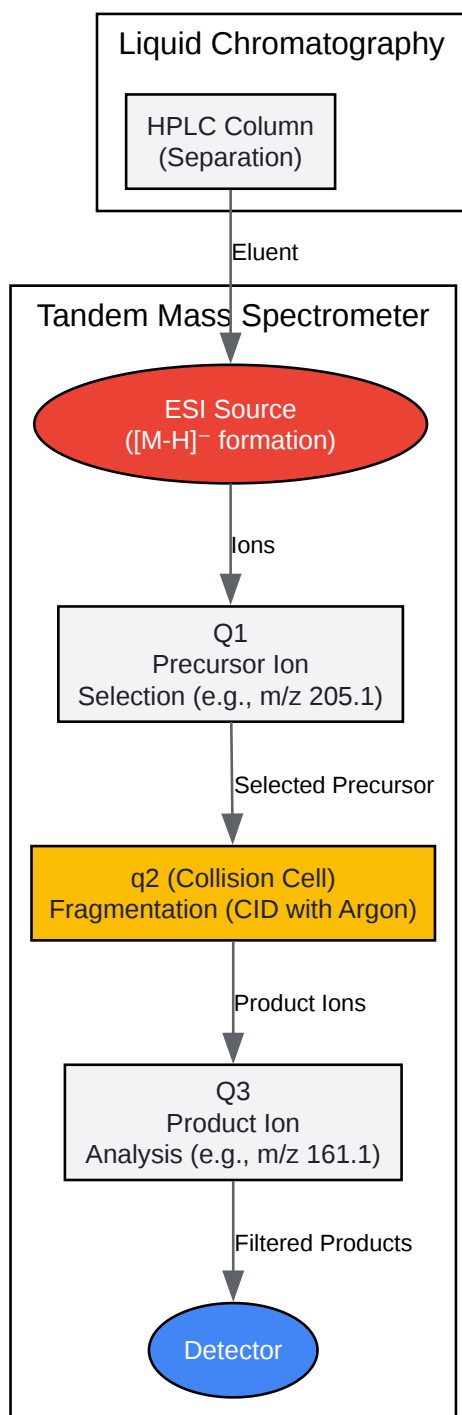 Liquid Chromatography
HPLC Column
(Separation)
Eluent
Tandem Mass Spectrometer
ESI Source
([M-H]⁻ formation)
Ions
Q1
Precursor Ion
Selection (e.g., m/z 205.1)
Selected Precursor
q2 (Collision Cell)
Fragmentation (CID with Argon)
Product Ions
Q3
Product Ion
Analysis (e.g., m/z 161.1)
Filtered Products
Detector